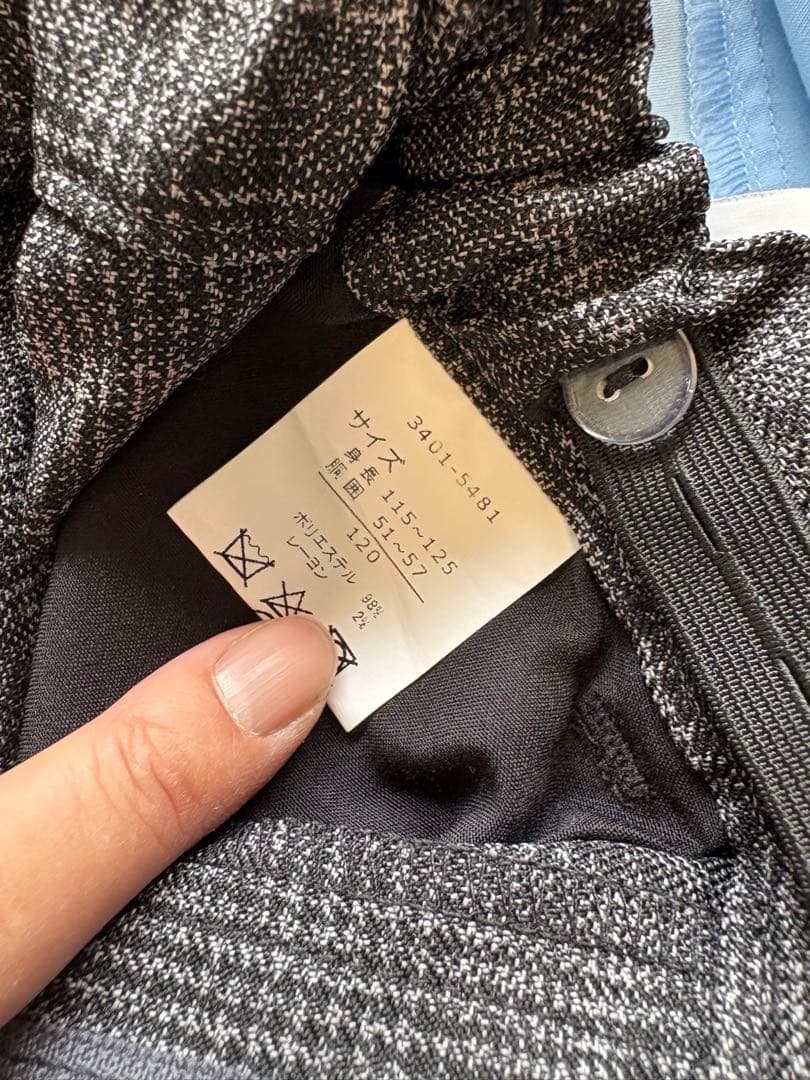 3401-5481
サイズ
身長 115~125
胴囲 51~57
120
ポリエステル 98%
レーヨン 2%